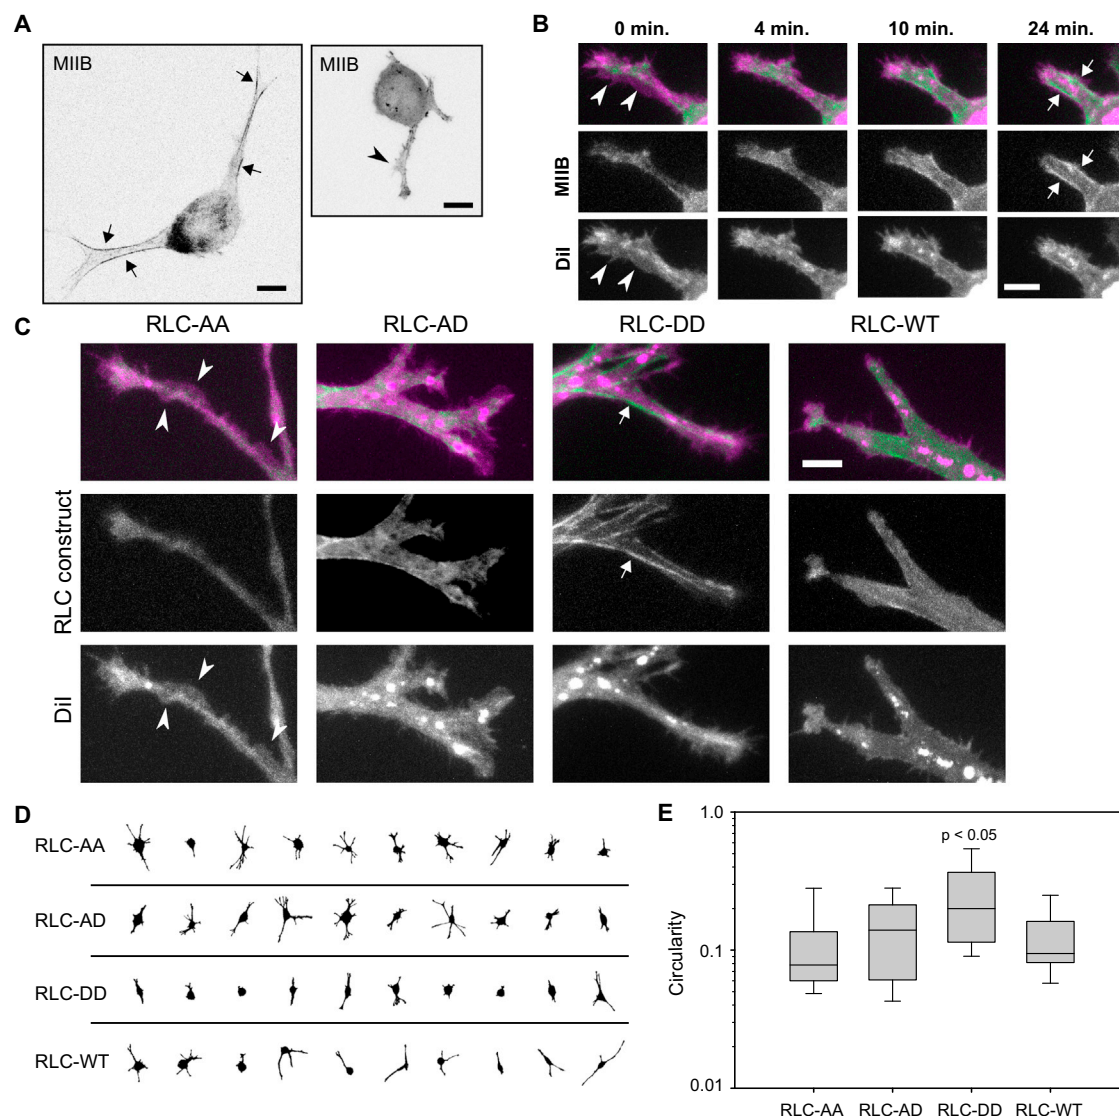 A
MIIB
MIIB
B
0 min.
4 min.
10 min.
24 min.
MIIB
DiI
C
RLC-AA
RLC-AD
RLC-DD
RLC-WT
RLC construct
DiI
D
RLC-AA
RLC-AD
RLC-DD
RLC-WT
E
1.0
p < 0.05
0.1
Circularity
0.01
RLC-AA
RLC-AD
RLC-DD
RLC-WT